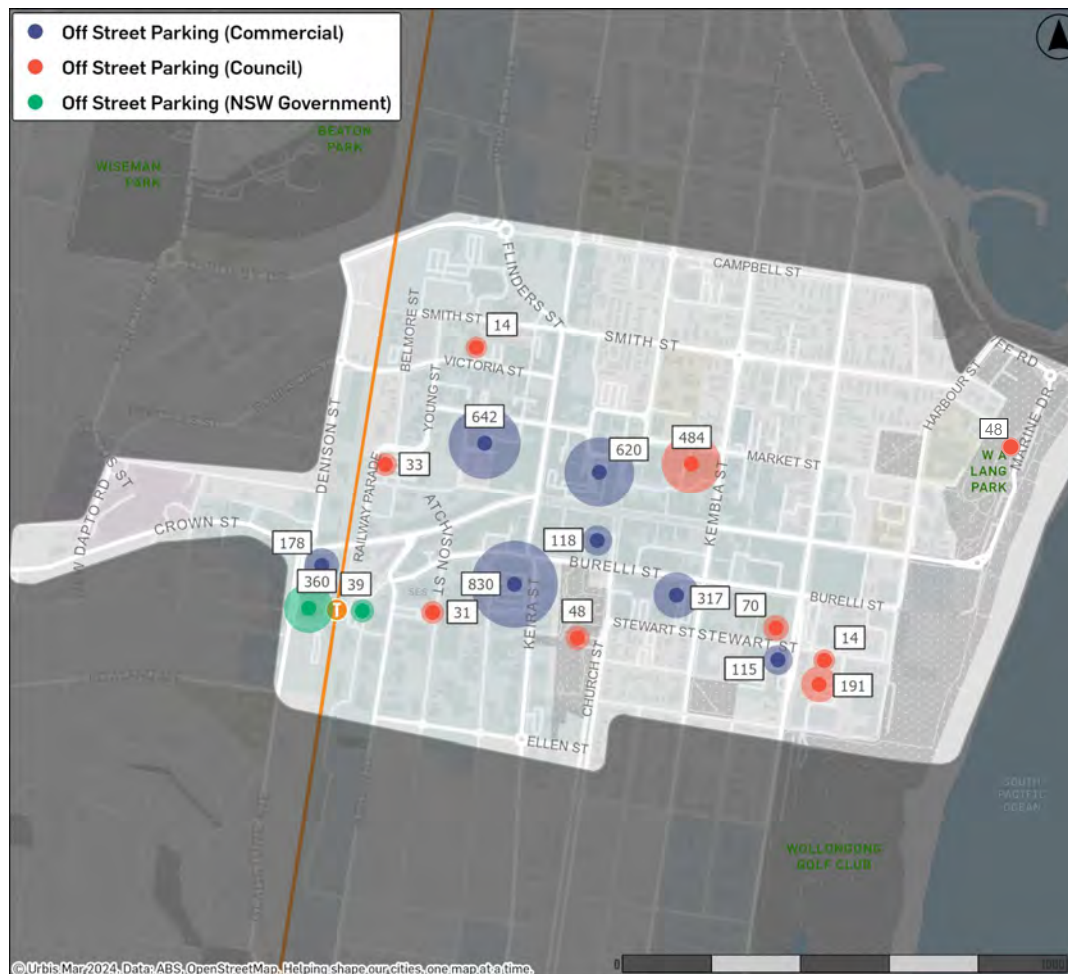 Off Street Parking (Commercial)
Off Street Parking (Council)
Off Street Parking (NSW Government)
BEATON
PARK
WISEMAN
PARK
FLINDERS ST
CAMPBELL ST
BELMORE ST
SMITH ST
14
SMITH ST
FF RD
VICTORIA ST
HARBOUR ST
MARINE DR
YOUNG ST
DENISON ST
642
620
484
48
W A
LANG
PARK
33
MARKET ST
KEMBLA ST
RAILWAY PARADE
ATCHISON ST
CROWN ST
178
118
BURELLI ST
360
39
830
317
BURELLI ST
T
31
KEIRA ST
48
70
STEWART ST
STEWART ST
14
CHURCH ST
115
191
ELLEN ST
SOUTH
PACIFIC
OCEAN
WOLLONGONG
GOLF CLUB
GLADSTONE AVE
© Urbis Mar 2024. Data: ABS, OpenStreetMap. Helping shape our cities, one map at a time.
0